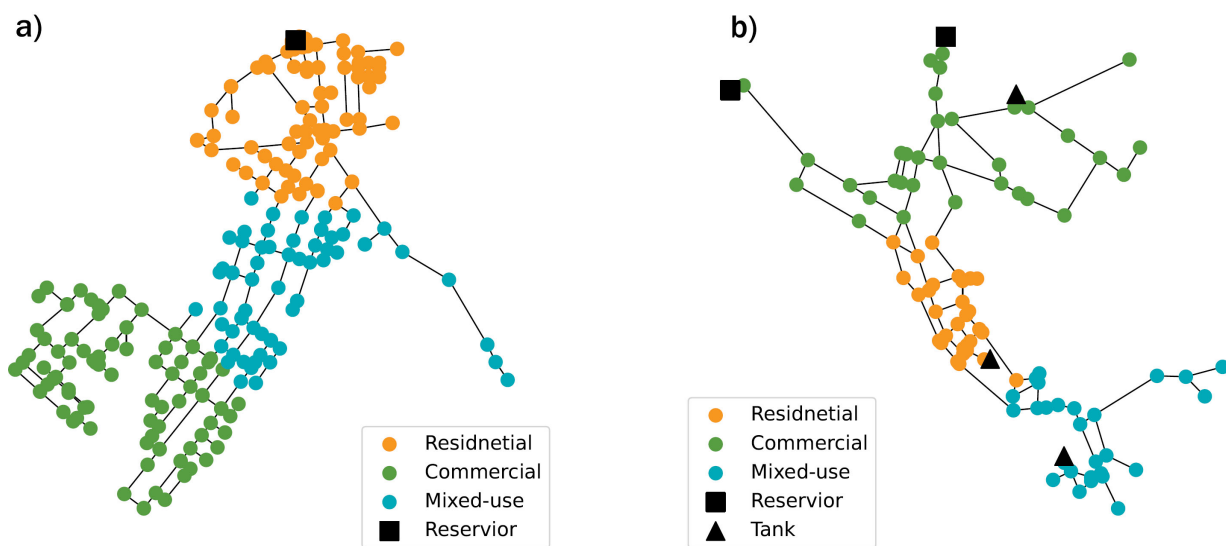 a)
Residnetial
Commercial
Mixed-use
Reservior
b)
Residnetial
Commercial
Mixed-use
Reservior
Tank